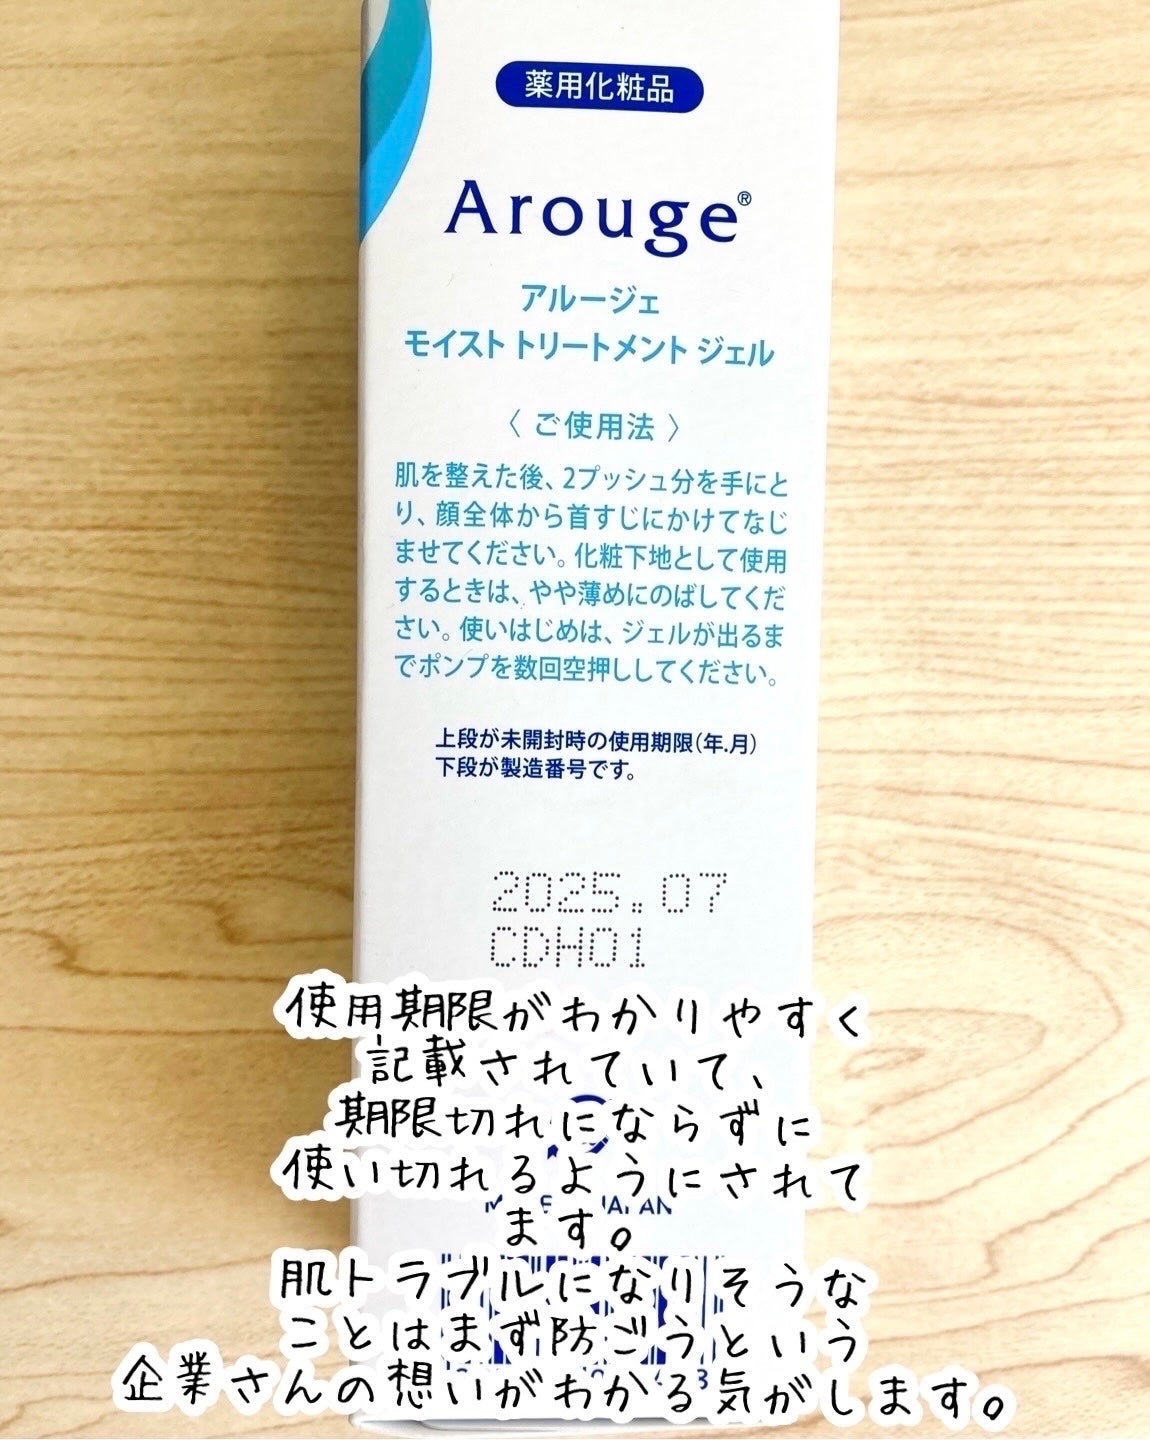 薬用化粧品
Arouge®
アルージェ
モイスト トリートメント ジェル
〈 ご使用法 〉
肌を整えた後、2プッシュ分を手にと
り、顔全体から首すじにかけてなじ
ませてください。化粧下地として使用
するときは、やや薄めにのばしてくだ
さい。使いはじめは、ジェルが出るま
でポンプを数回空押ししてください。
上段が未開封時の使用期限(年.月)
下段が製造番号です。
2025.07
CDH01
使用期限がわかりやすく
記載されていて、
期限切れにならずに
使い切れるようにされて
ます。
肌トラブルになりそうな
ことはまず防ごうという
企業さんの想いがわかる気がします。